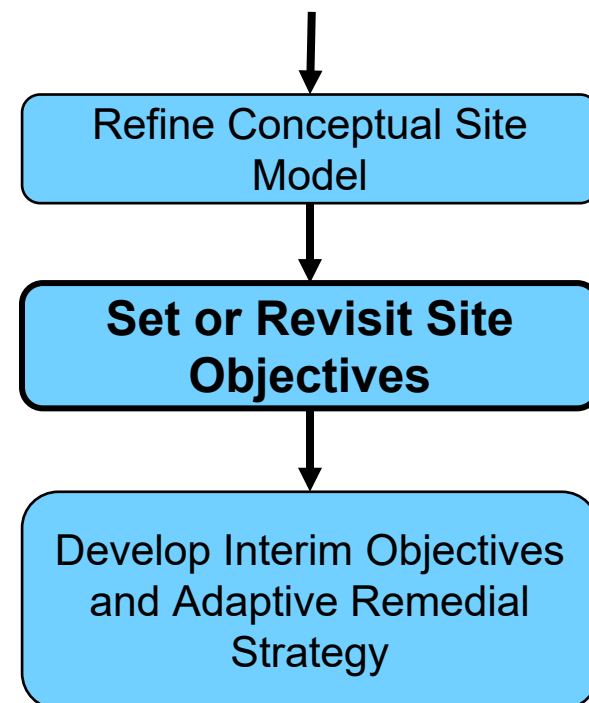 Refine Conceptual Site
Model
Set or Revisit Site
Objectives
Develop Interim Objectives
and Adaptive Remedial
Strategy